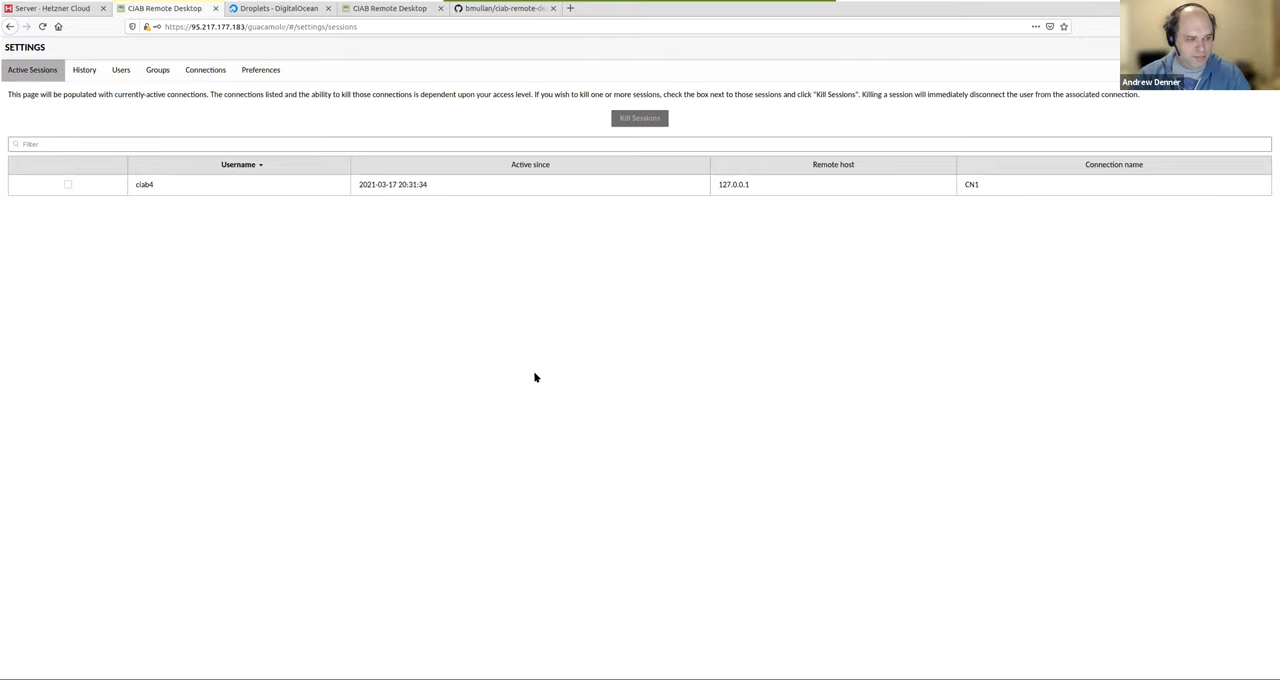 Server - Hetzner Cloud
CIAB Remote Desktop
Droplets - DigitalOcean
CIAB Remote Desktop
bmullan/ciab-remote-de
https://95.217.177.183/guacamole/#/settings/sessions
SETTINGS
Active Sessions History Users Groups Connections Preferences
Andrew Denner
This page will be populated with currently-active connections. The connections listed and the ability to kill those connections is dependent upon your access level. If you wish to kill one or more sessions, check the box next to those sessions and click "Kill Sessions". Killing a session will immediately disconnect the user from the associated connection.
Kill Sessions
Filter
Username Active since Remote host Connection name
ciab4 2021-03-17 20:31:34 127.0.0.1 CN1